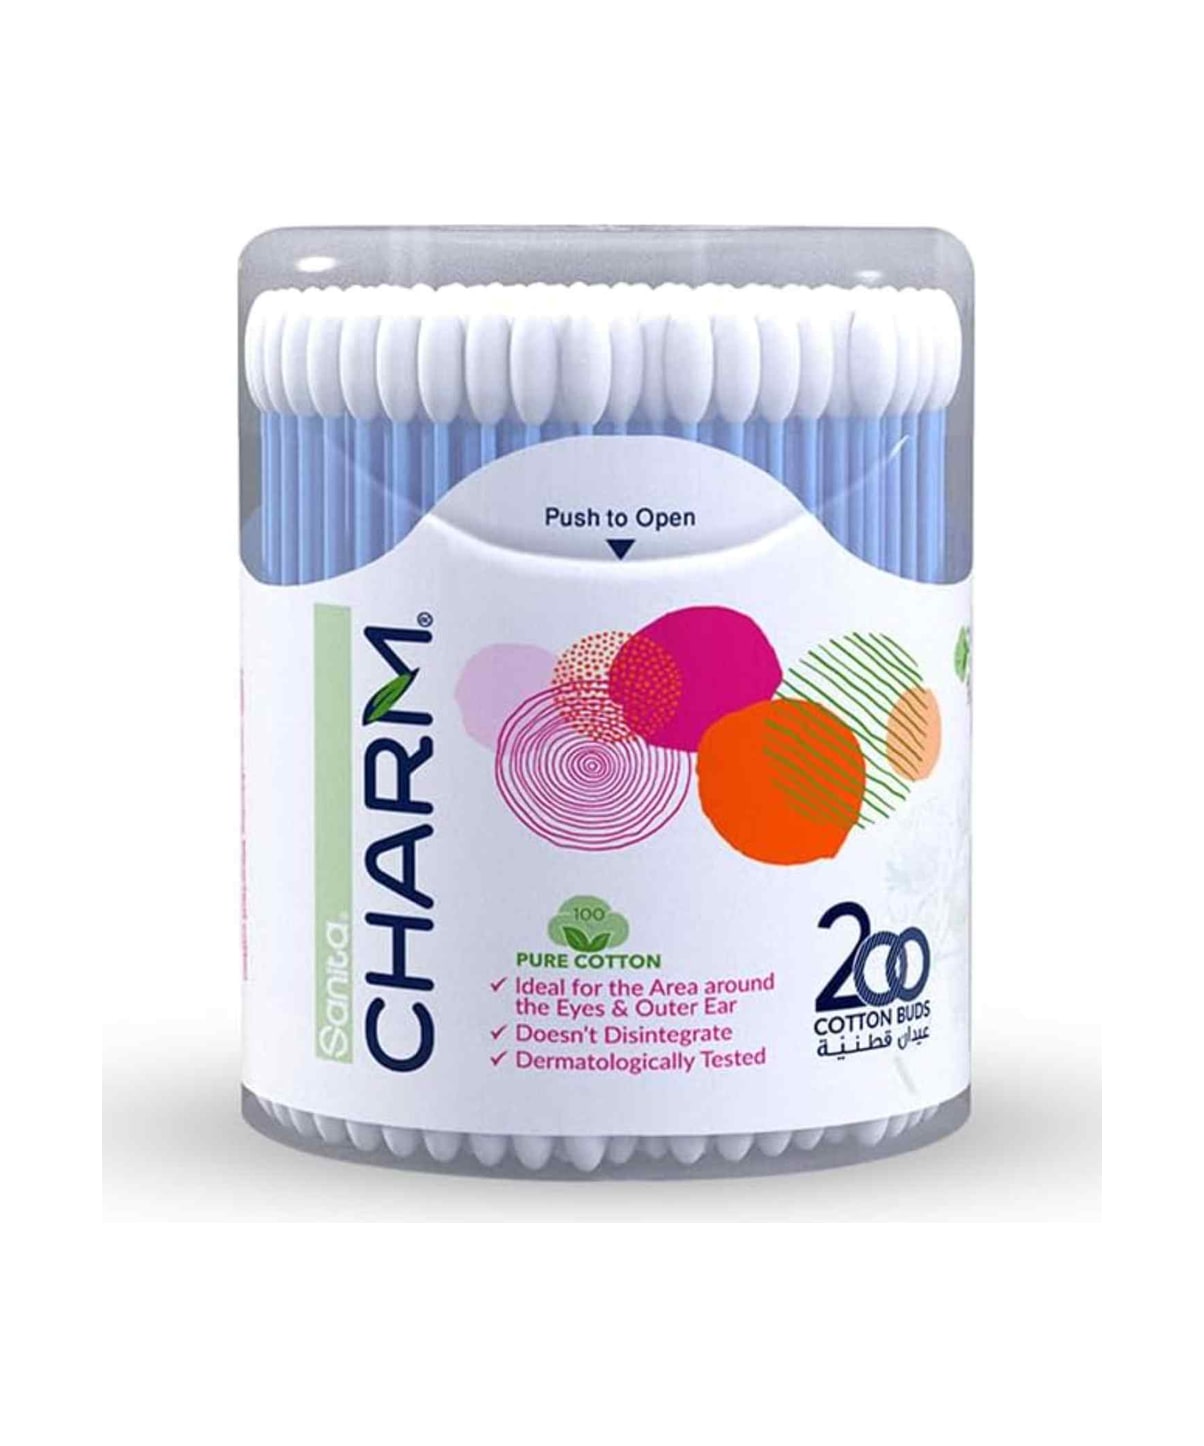 Push to Open
Sanita®
CHARM®
100
PURE COTTON
✓ Ideal for the Area around
the Eyes & Outer Ear
✓ Doesn't Disintegrate
✓ Dermatologically Tested
200
COTTON BUDS
عيدان قطنية